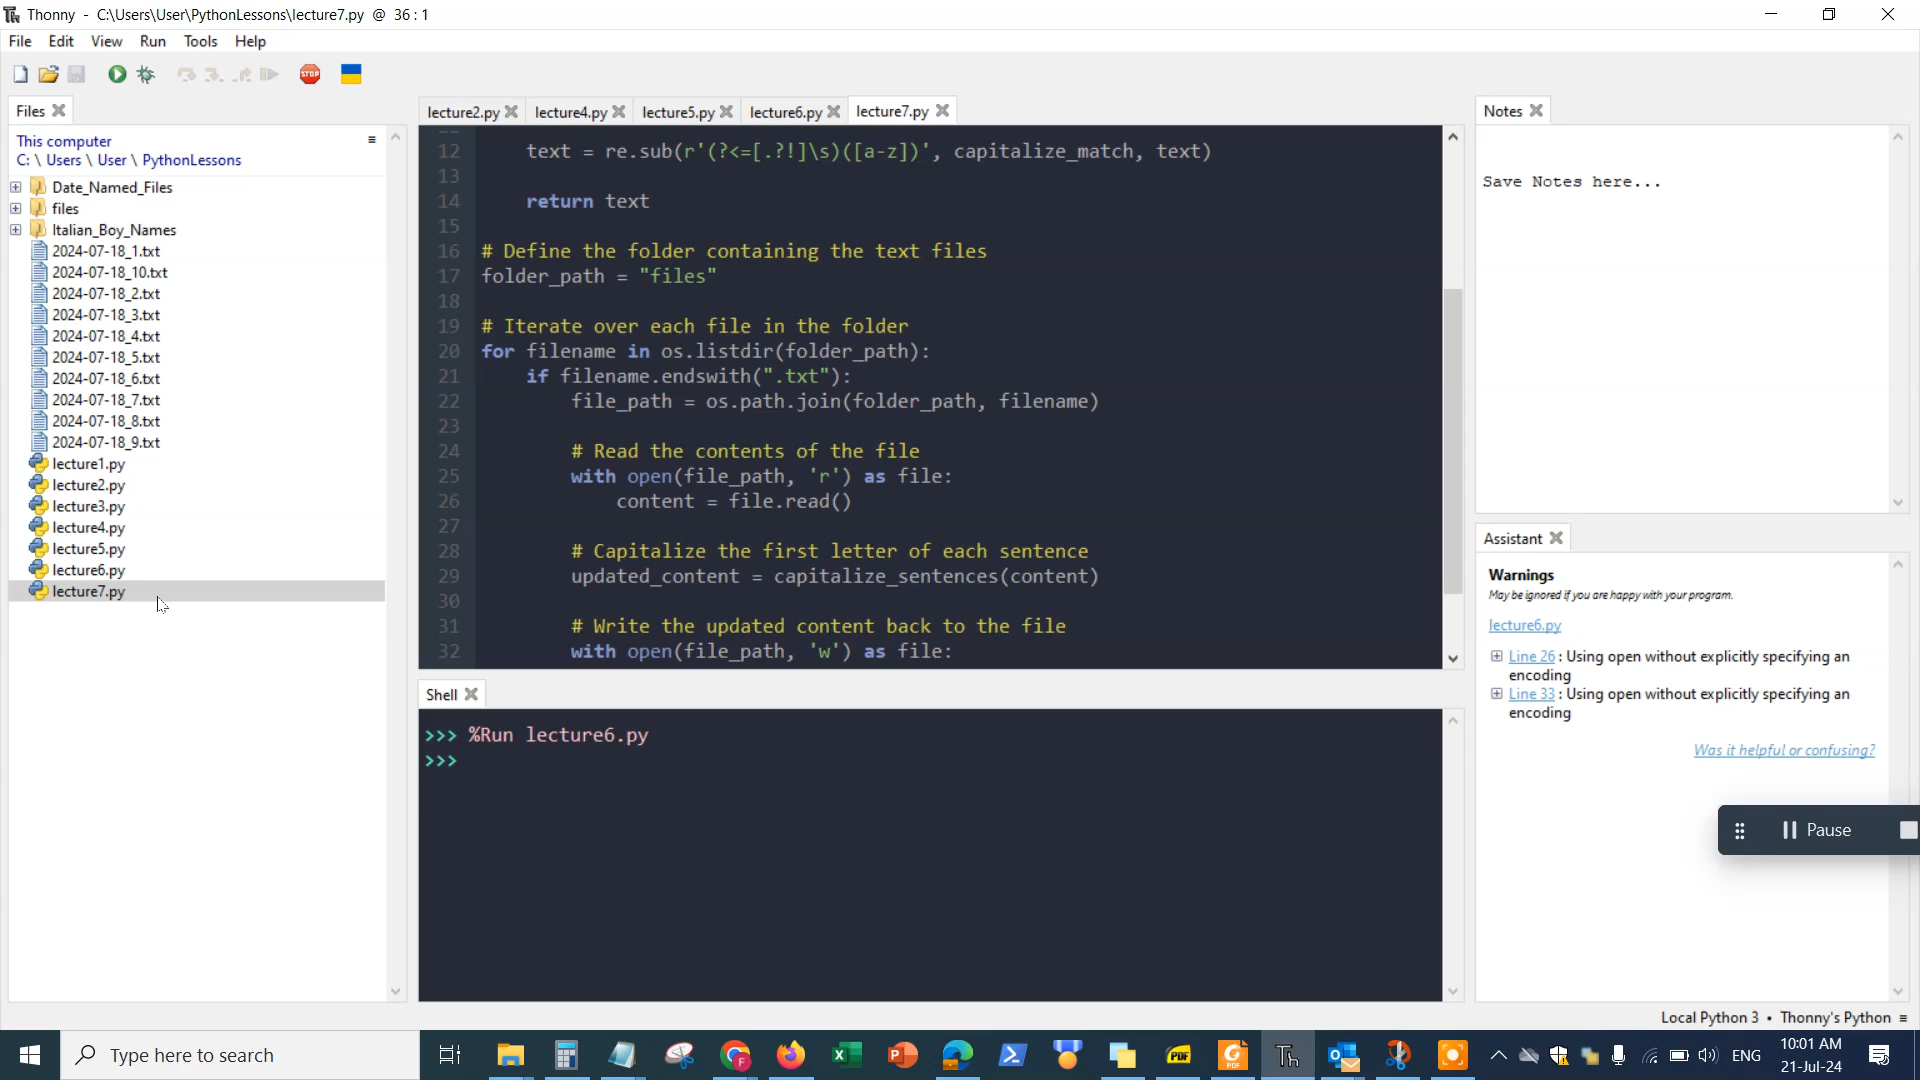 Thonny - C:\Users\User\PythonLessons\lecture7.py @ 36:1
File Edit View Run Tools Help
STOP
Files
This computer
C: \ Users \ User \ PythonLessons
Date_Named_Files
files
Italian_Boy_Names
2024-07-18_1.txt
2024-07-18_10.txt
2024-07-18_2.txt
2024-07-18_3.txt
2024-07-18_4.txt
2024-07-18_5.txt
2024-07-18_6.txt
2024-07-18_7.txt
2024-07-18_8.txt
2024-07-18_9.txt
lecture1.py
lecture2.py
lecture3.py
lecture4.py
lecture5.py
lecture6.py
lecture7.py
lecture2.py lecture4.py lecture5.py lecture6.py lecture7.py
12 text = re.sub(r'(?<=[.?!]\s)([a-z])', capitalize_match, text)
13
14 return text
15
16 # Define the folder containing the text files
17 folder_path = "files"
18
19 # Iterate over each file in the folder
20 for filename in os.listdir(folder_path):
21 if filename.endswith(".txt"):
22 file_path = os.path.join(folder_path, filename)
23
24 # Read the contents of the file
25 with open(file_path, 'r') as file:
26 content = file.read()
27
28 # Capitalize the first letter of each sentence
29 updated_content = capitalize_sentences(content)
30
31 # Write the updated content back to the file
32 with open(file_path, 'w') as file:
Shell
>>> %Run lecture6.py
>>>
Notes
Save Notes here...
Assistant
Warnings
May be ignored if you are happy with your program.
lecture6.py
Line 26 : Using open without explicitly specifying an
encoding
Line 33 : Using open without explicitly specifying an
encoding
Was it helpful or confusing?
Pause
Local Python 3 • Thonny's Python ≡
Type here to search
PDF
Th
ENG
10:01 AM
21-Jul-24